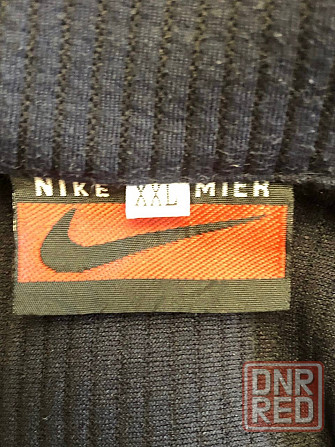 NIKE XXL MIER
DNR
RED